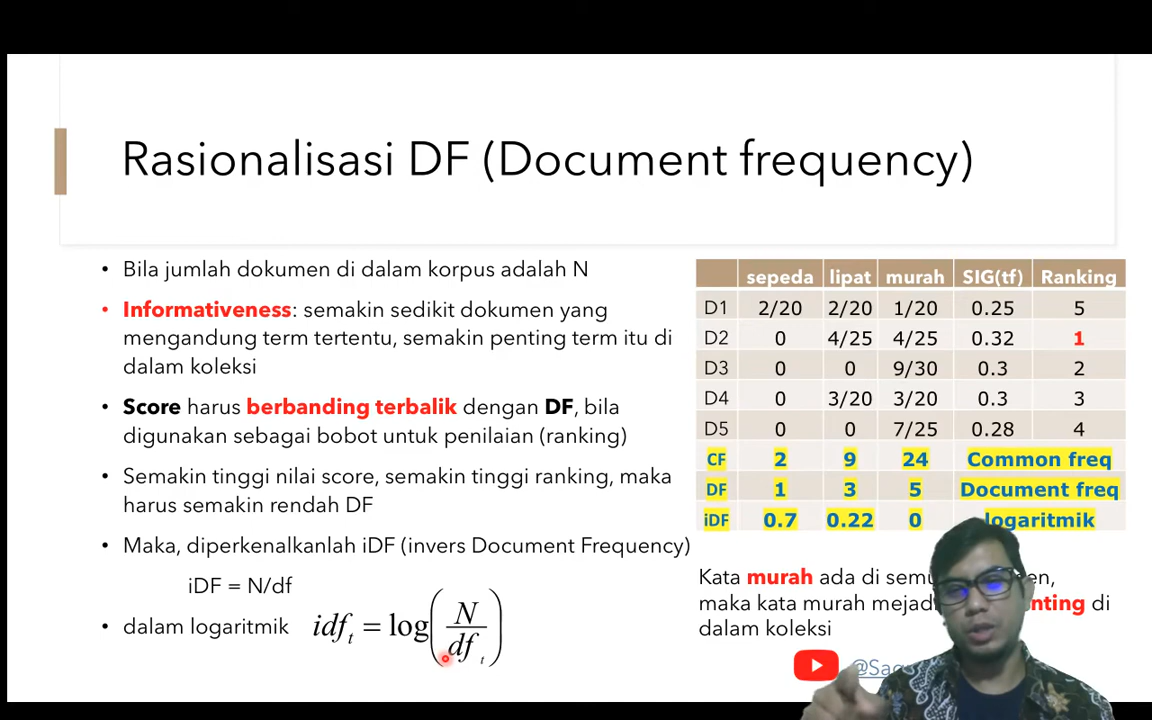 Rasionalisasi DF (Document frequency)
• Bila jumlah dokumen di dalam korpus adalah N
• Informativeness: semakin sedikit dokumen yang
mengandung term tertentu, semakin penting term itu di
dalam koleksi
• Score harus berbanding terbalik dengan DF, bila
digunakan sebagai bobot untuk penilaian (ranking)
• Semakin tinggi nilai score, semakin tinggi ranking, maka
harus semakin rendah DF
• Maka, diperkenalkanlah iDF (invers Document Frequency)
iDF = N/df
• dalam logaritmik idf_t = log(N/df_t)
sepeda lipat murah SIG(tf) Ranking
D1 2/20 2/20 1/20 0.25 5
D2 0 4/25 4/25 0.32 1
D3 0 0 9/30 0.3 2
D4 0 3/20 3/20 0.3 3
D5 0 0 7/25 0.28 4
CF 2 9 24 Common freq
DF 1 3 5 Document freq
iDF 0.7 0.22 0 logaritmik
Kata murah ada di
maka kata murah di
dalam koleksi